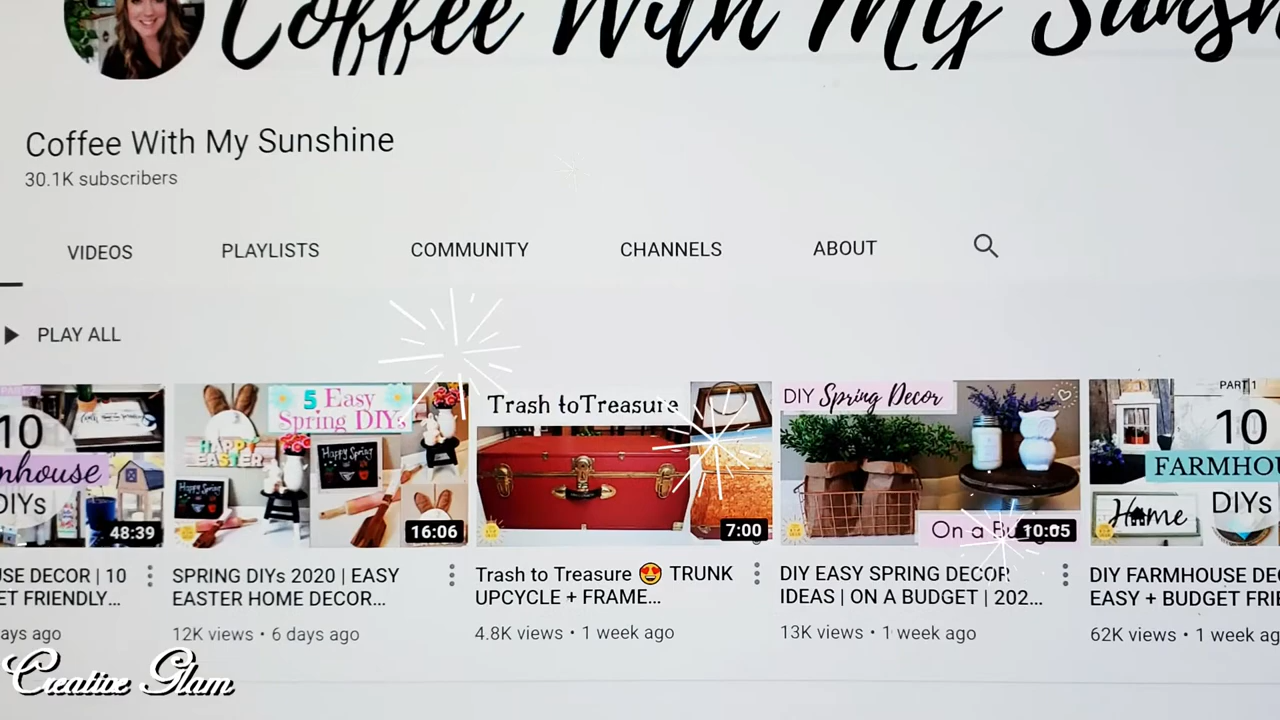 Coffee With My Sunsh
Coffee With My Sunshine
30.1K subscribers
VIDEOS PLAYLISTS COMMUNITY CHANNELS ABOUT
PLAY ALL
10
mhouse
DIYs
48:39
5 Easy
Spring DIYs
HAPPY
EASTER
Happy Spring
Happy Spring
16:06
Trash toTreasure
7:00
DIY Spring Decor
On a Bu
10:05
PART 1
10
FARMHOU
DIYs
Home
USE DECOR | 10
ET FRIENDLY...
ays ago
SPRING DIYs 2020 | EASY
EASTER HOME DECOR...
12K views • 6 days ago
Trash to Treasure 😍 TRUNK
UPCYCLE + FRAME...
4.8K views • 1 week ago
DIY EASY SPRING DECOR
IDEAS | ON A BUDGET | 202...
13K views • 1 week ago
DIY FARMHOUSE DE
EASY + BUDGET FRIE
62K views • 1 week ag
Creative Glam